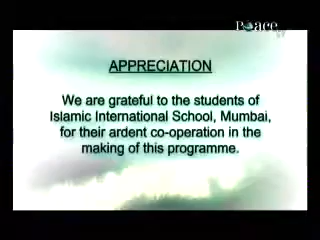 Peace TV
APPRECIATION
We are grateful to the students of
Islamic International School, Mumbai,
for their ardent co-operation in the
making of this programme.